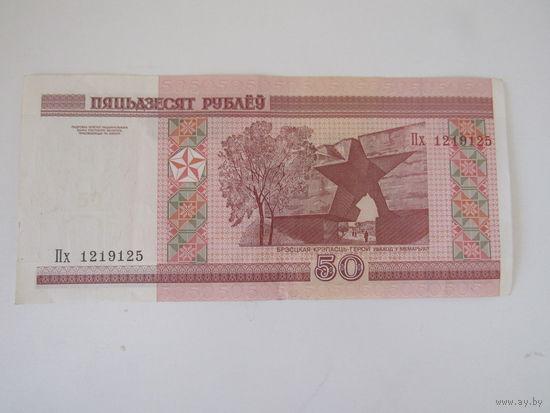 ПЯЦЬДЗЕСЯТ РУБЛЁЎ
Пх 1219125
Пх 1219125
БРЭСЦКАЯ КРЭПАСЦЬ-ГЕРОЙ УВАХОД У МЕМАРЫЯЛ
50
www.ay.by